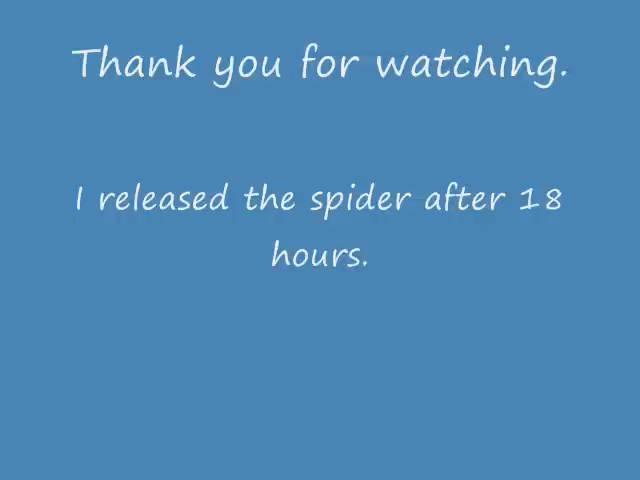 Thank you for watching.
I released the spider after 18
hours.